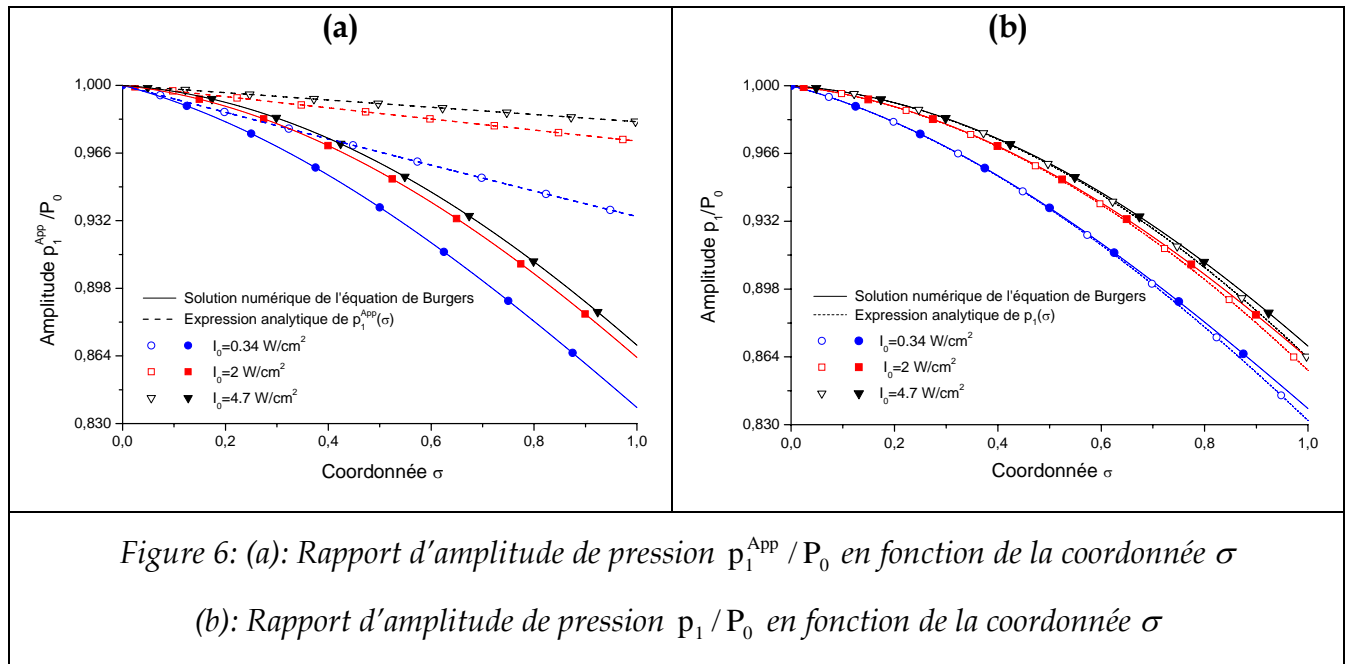 (a)
1,000
0,966
0,932
0,898
0,864
0,830
0,0
0,2
0,4
0,6
0,8
1,0
Amplitude p₁^App/P₀
Coordonnée σ
Solution numérique de l'équation de Burgers
Expression analytique de p₁^App(σ)
I₀=0.34 W/cm²
I₀=2 W/cm²
I₀=4.7 W/cm²
(b)
1,000
0,966
0,932
0,898
0,864
0,830
0,0
0,2
0,4
0,6
0,8
1,0
Amplitude p₁/P₀
Coordonnée σ
Solution numérique de l'équation de Burgers
Expression analytique de p₁(σ)
I₀=0.34 W/cm²
I₀=2 W/cm²
I₀=4.7 W/cm²
Figure 6: (a): Rapport d'amplitude de pression p₁^App / P₀ en fonction de la coordonnée σ
(b): Rapport d'amplitude de pression p₁ / P₀ en fonction de la coordonnée σ